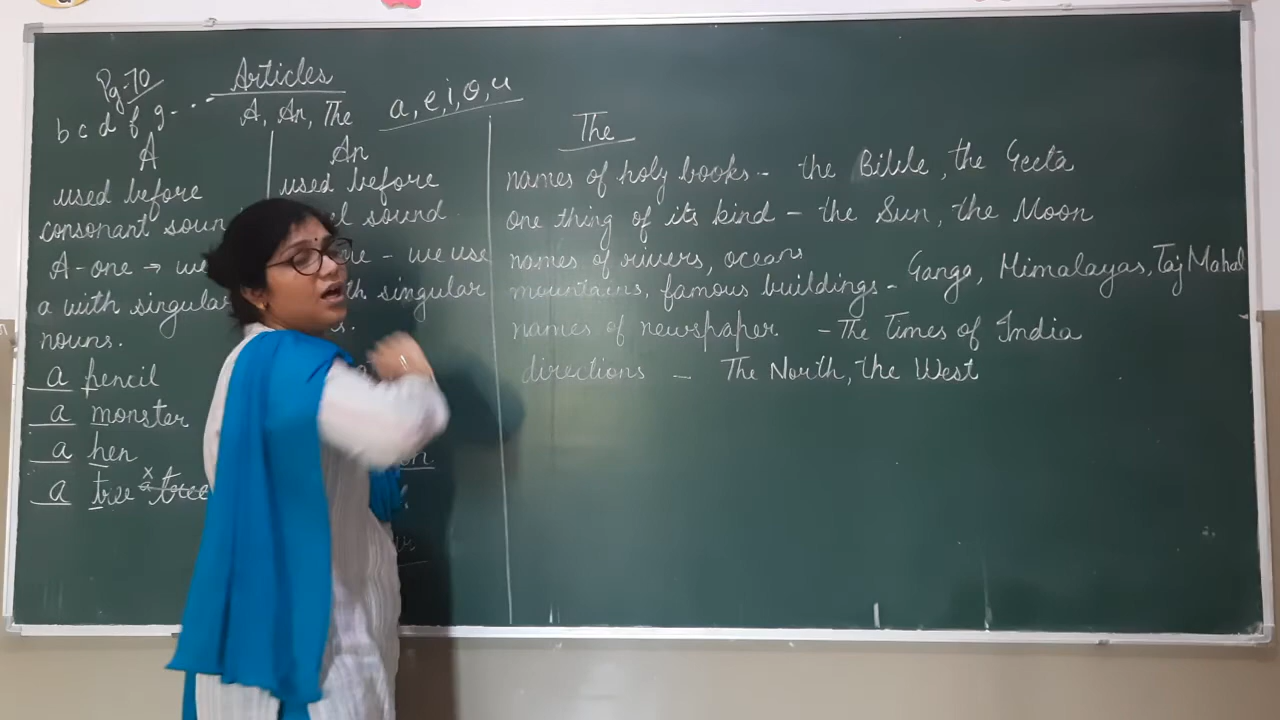 Pg-70
Articles
b c d f g - ...
A, An, The
a, e, i, o, u
A
used before
consonant soun
A-one → we
a with singular
nouns.
a pencil
a monster
a hen
a tree a tree
An
used before
sound
- we use
singular
The
names of holy books - the Bible, the Geeta
one thing of its kind - the Sun, the Moon
names of rivers, oceans
mountains, famous buildings - Ganga, Himalayas, Taj Mahal
names of newspaper. - The Times of India
directions - The North, the West